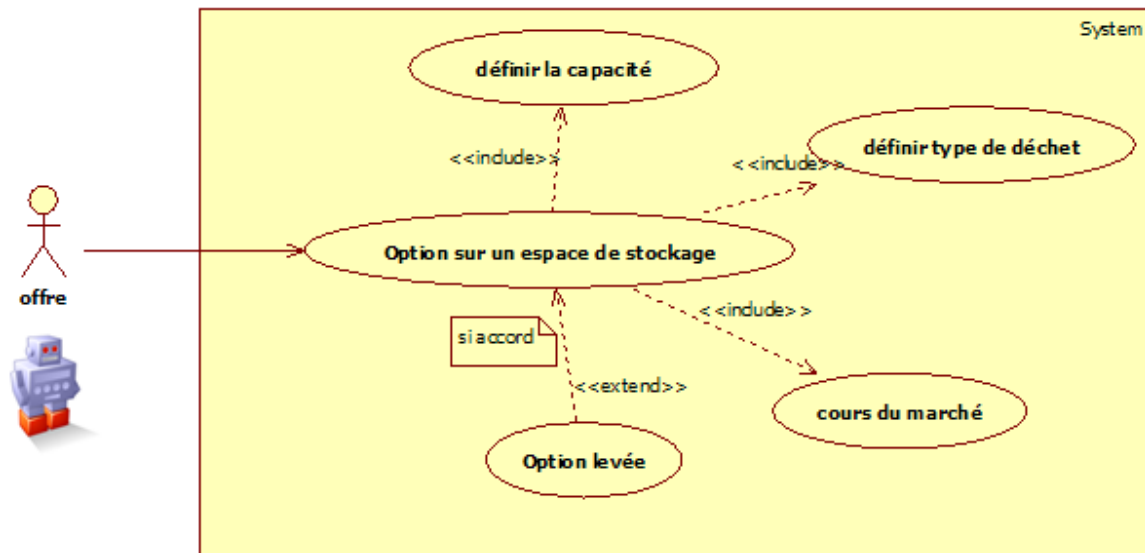 System
définir la capacité
définir type de déchet
<<include>>
<<include>>
Option sur un espace de stockage
offre
<<include>>
si accord
<<extend>>
cours du marché
Option levée